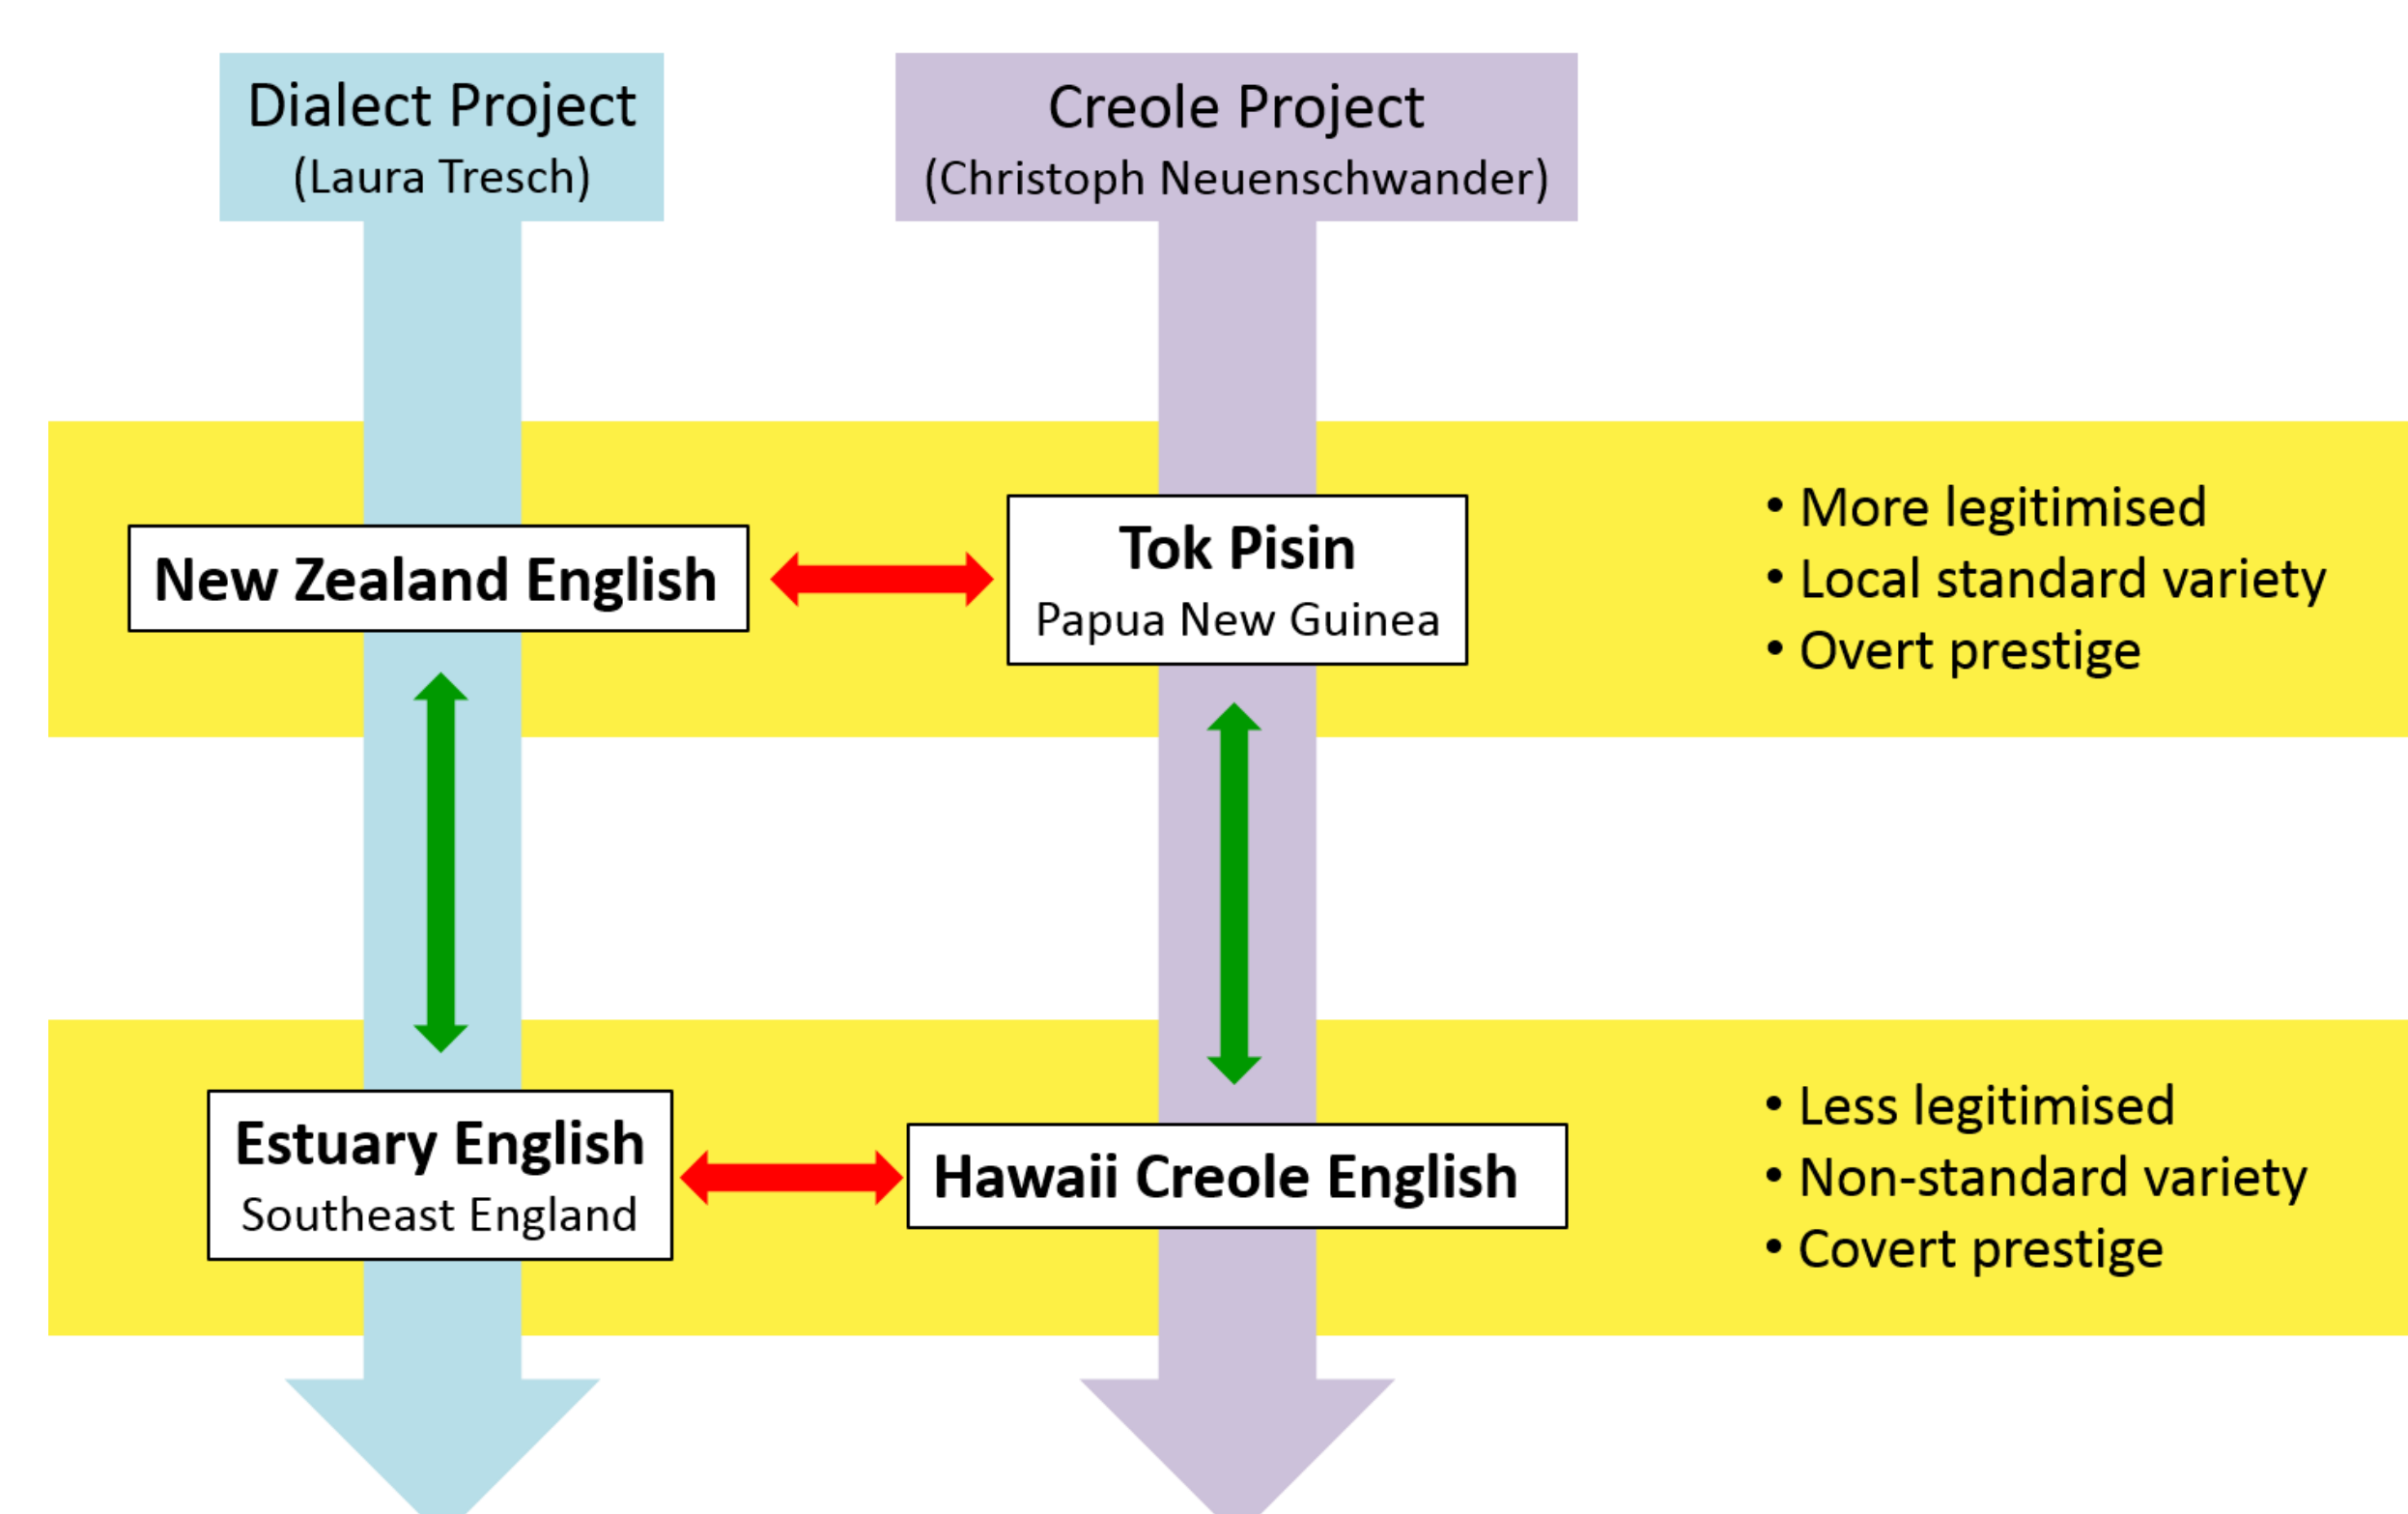 Dialect Project
(Laura Tresch)
Creole Project
(Christoph Neuenschwander)
New Zealand English
Tok Pisin
Papua New Guinea
• More legitimised
• Local standard variety
• Overt prestige
Estuary English
Southeast England
Hawaii Creole English
• Less legitimised
• Non-standard variety
• Covert prestige